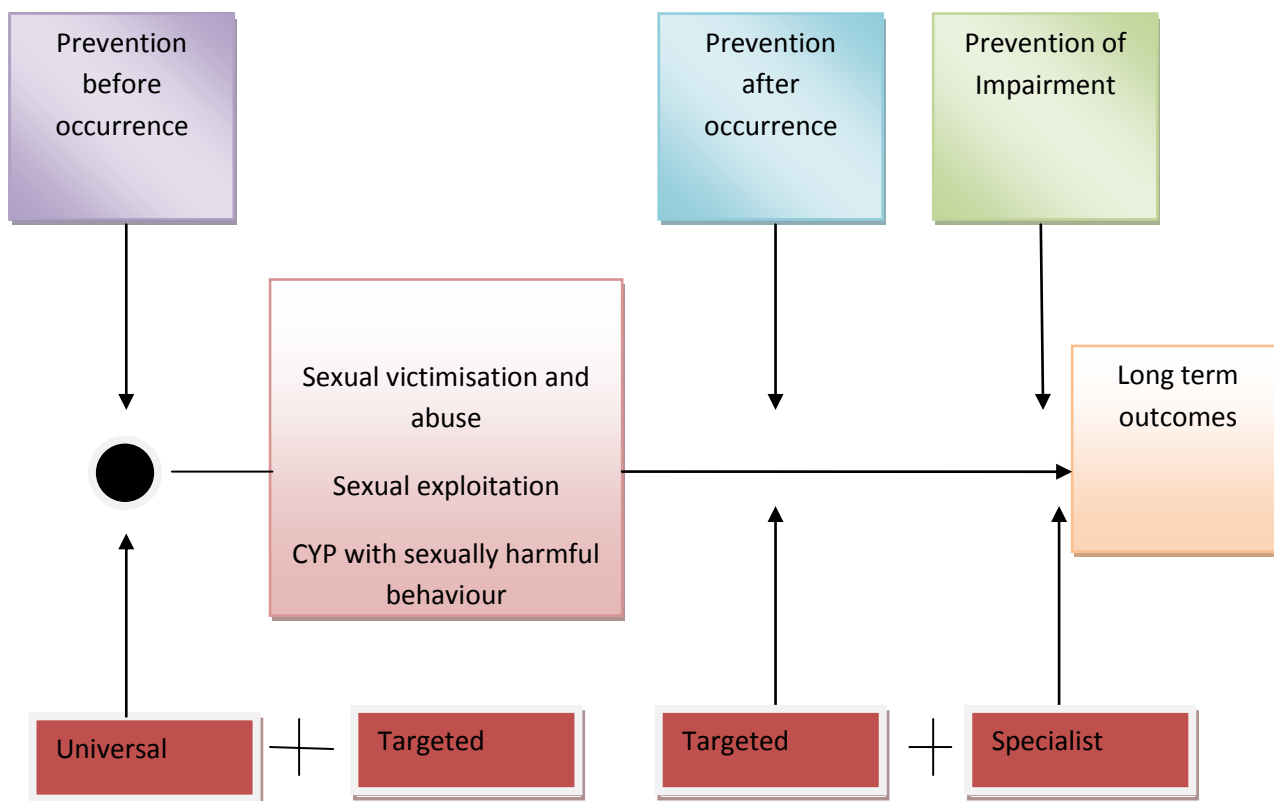 Prevention
before
occurrence
Prevention
after
occurrence
Prevention of
Impairment
Sexual victimisation and
abuse
Sexual exploitation
CYP with sexually harmful
behaviour
Long term
outcomes
Universal
Targeted
Targeted
Specialist